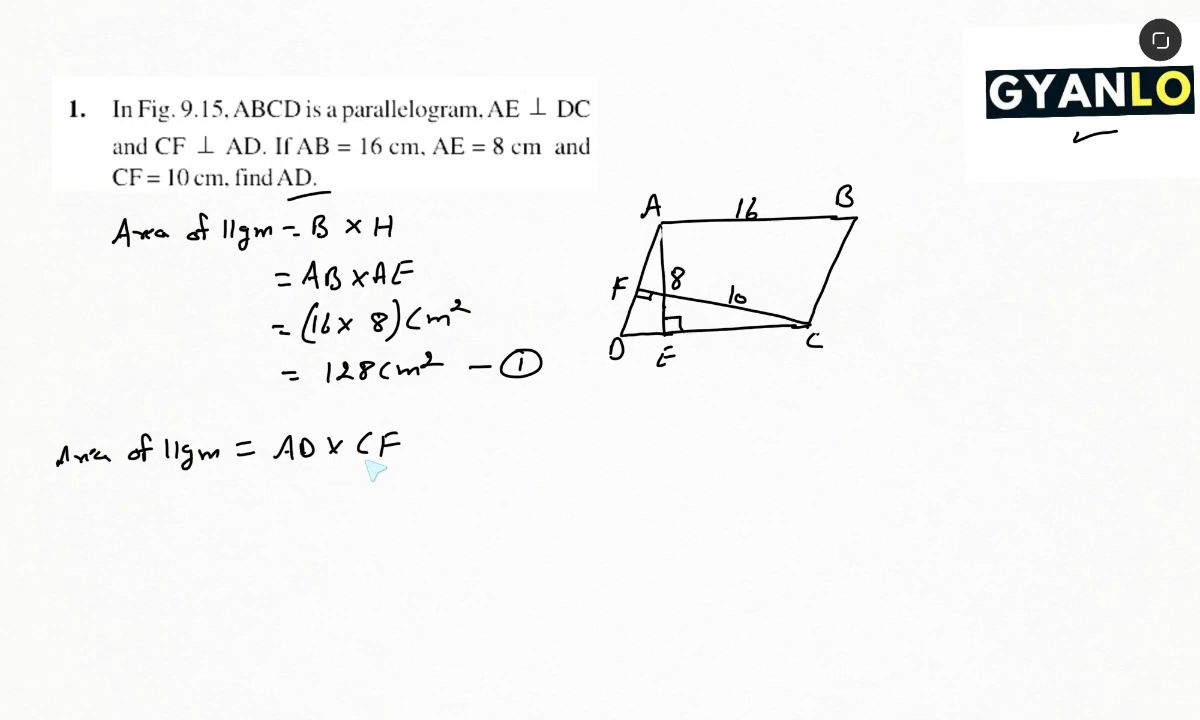 GYANLO
1. In Fig. 9.15, ABCD is a parallelogram, AE ⊥ DC
and CF ⊥ AD. If AB = 16 cm, AE = 8 cm and
CF = 10 cm, find AD.
Area of ||gm = B × H
= AB × AE
= (16 × 8) cm²
= 128 cm² — ①
Area of ||gm = AD × CF
A 16 B
F 8 10
D E C